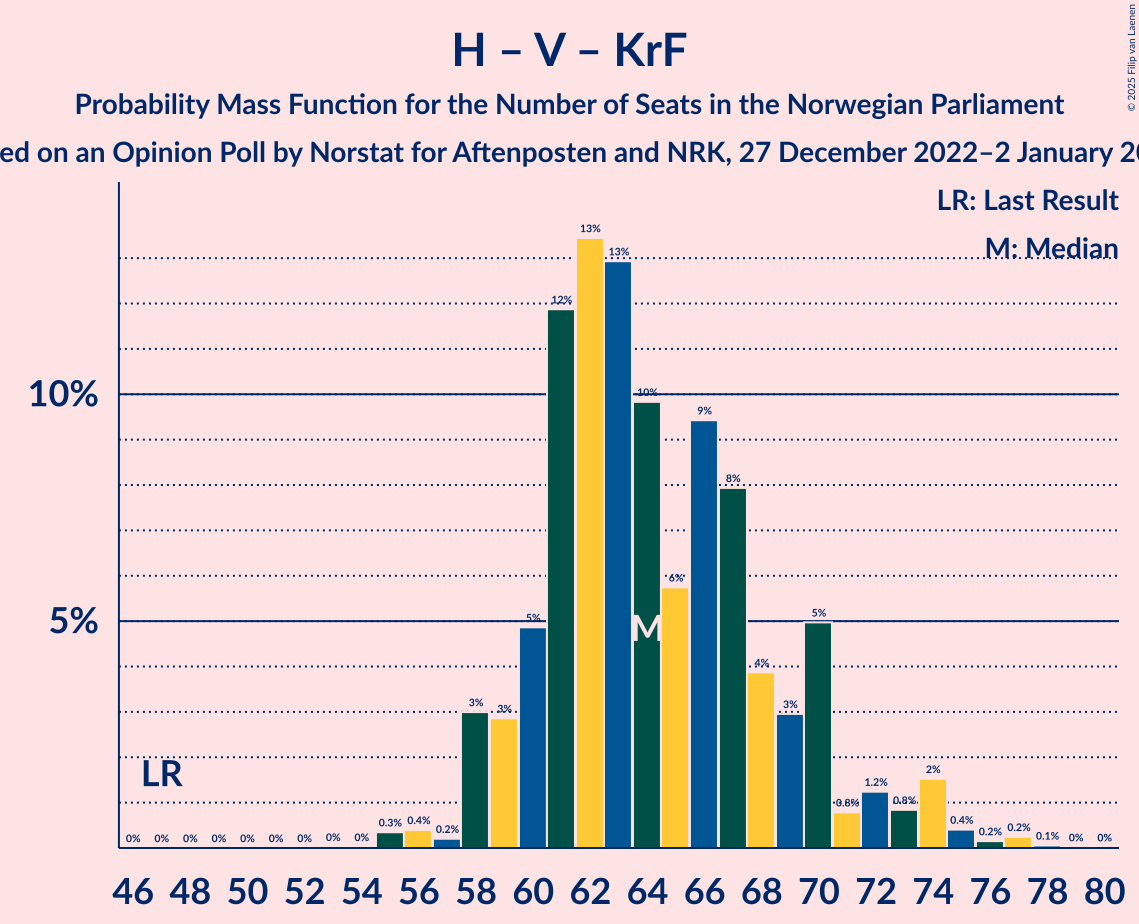 H – V – KrF
Probability Mass Function for the Number of Seats in the Norwegian Parliament
ed on an Opinion Poll by Norstat for Aftenposten and NRK, 27 December 2022–2 January 20
© 2025 Filip van Laenen
LR: Last Result
M: Median
10%
5%
LR
M
0% 0% 0% 0% 0% 0% 0% 0% 0% 0.3% 0.4% 0.2% 3% 3% 5% 12% 13% 13% 10% 6% 9% 8% 4% 3% 5% 0.8% 1.2% 0.8% 2% 0.4% 0.2% 0.2% 0.1% 0% 0%
46 48 50 52 54 56 58 60 62 64 66 68 70 72 74 76 78 80